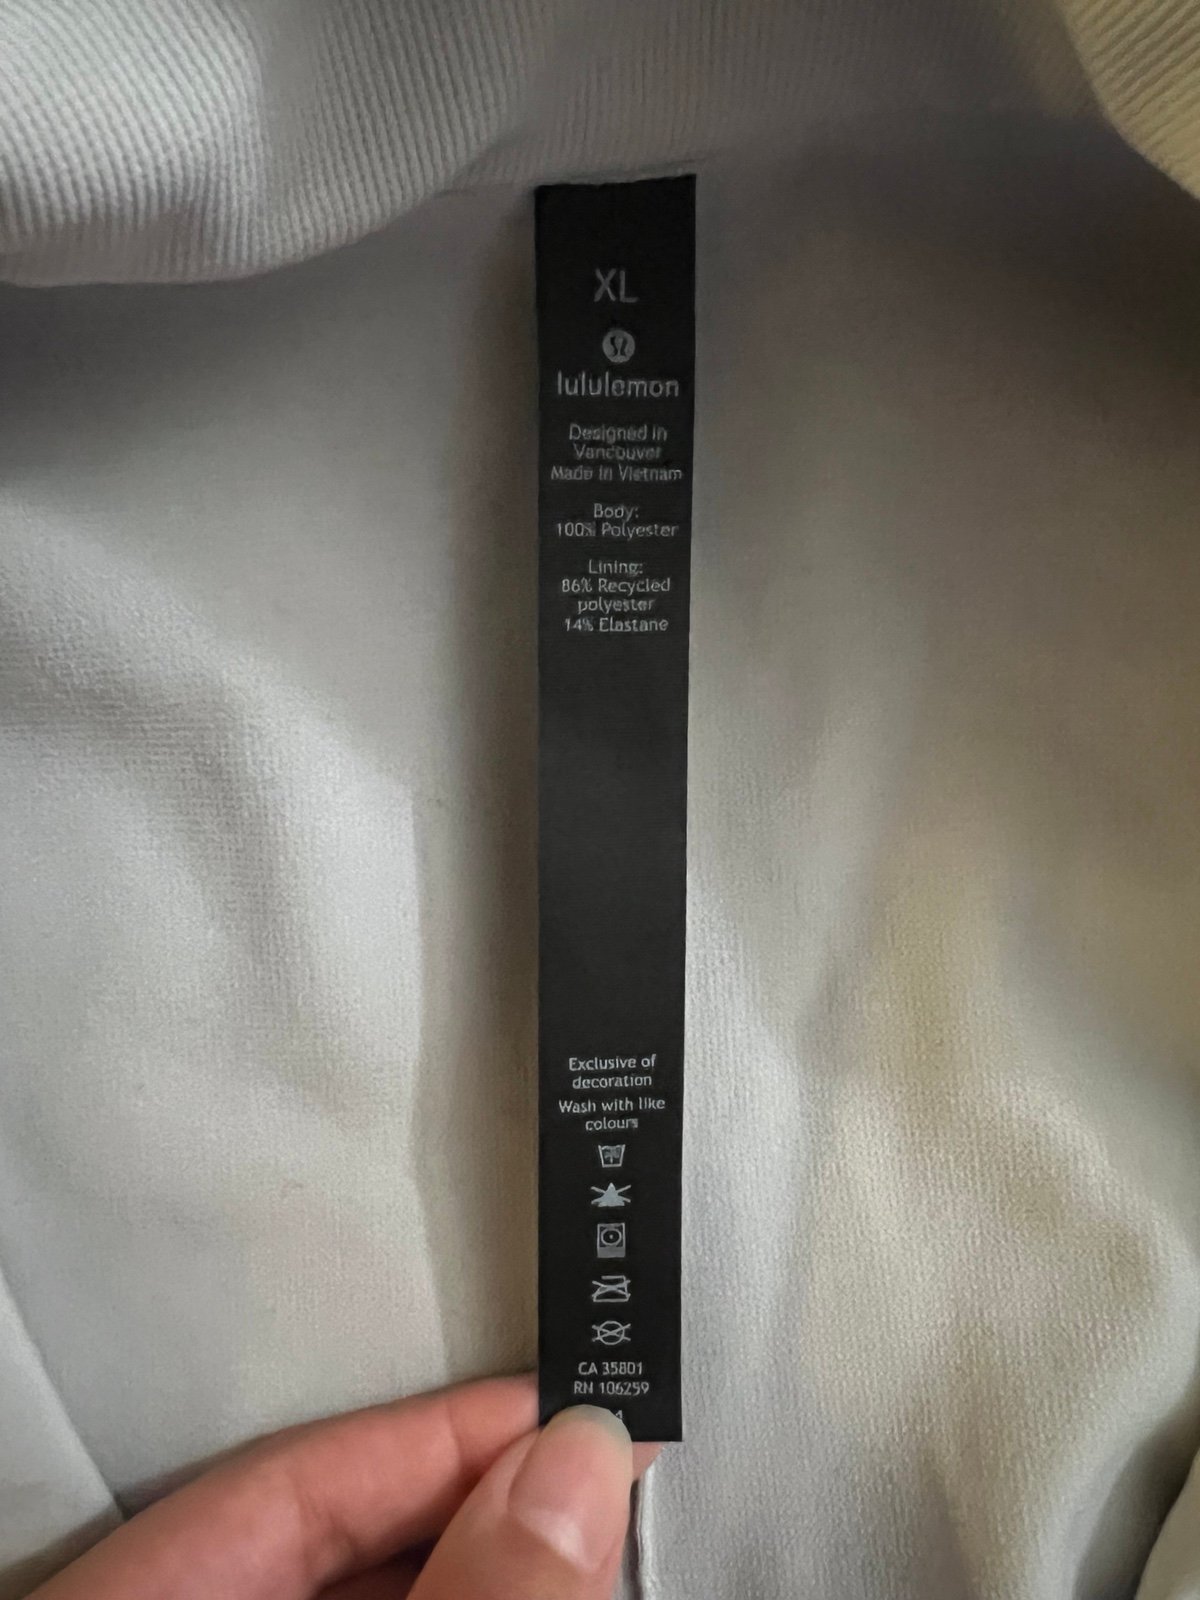 XL
lululemon
Designed in
Vancouver
Made in Vietnam
Body:
100% Polyester
Lining:
86% Recycled
polyester
14% Elastane
Exclusive of
decoration
Wash with like
colours
CA 35801
RN 106259